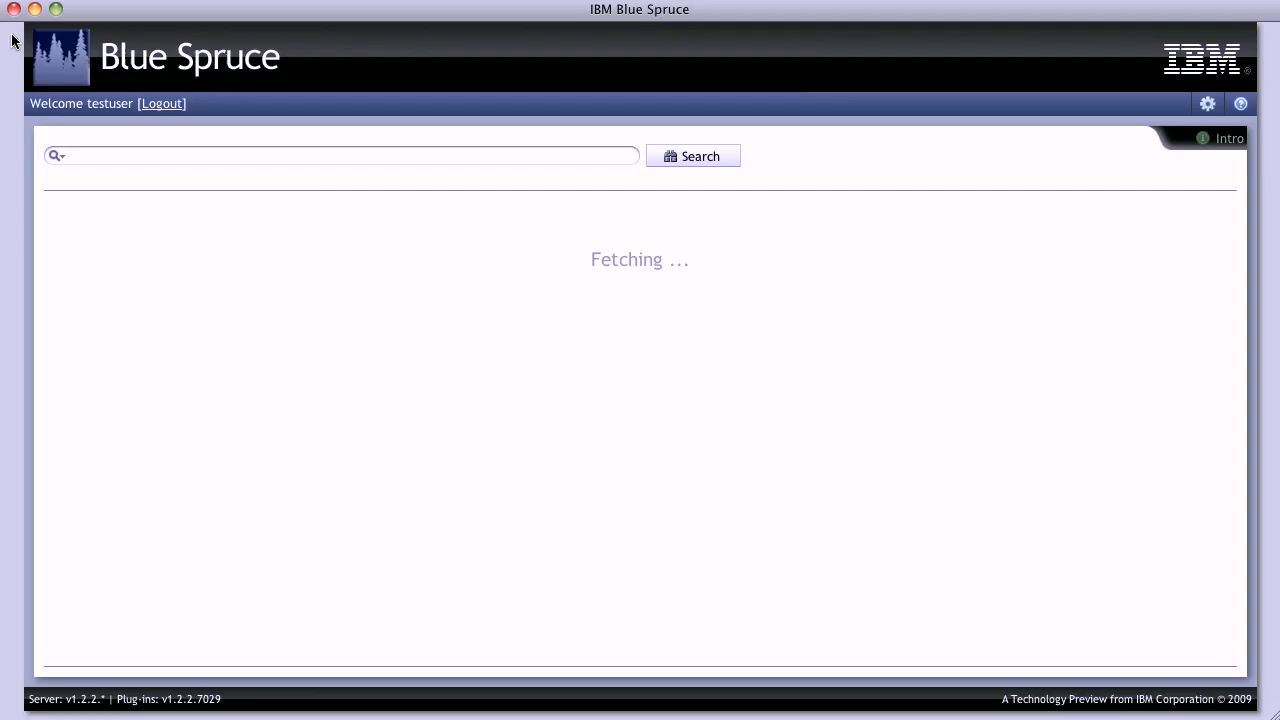 IBM Blue Spruce
Blue Spruce
IBM®
Welcome testuser [Logout]
Intro
Search
Fetching ...
Server: v1.2.2.* | Plug-ins: v1.2.2.7029
A Technology Preview from IBM Corporation © 2009